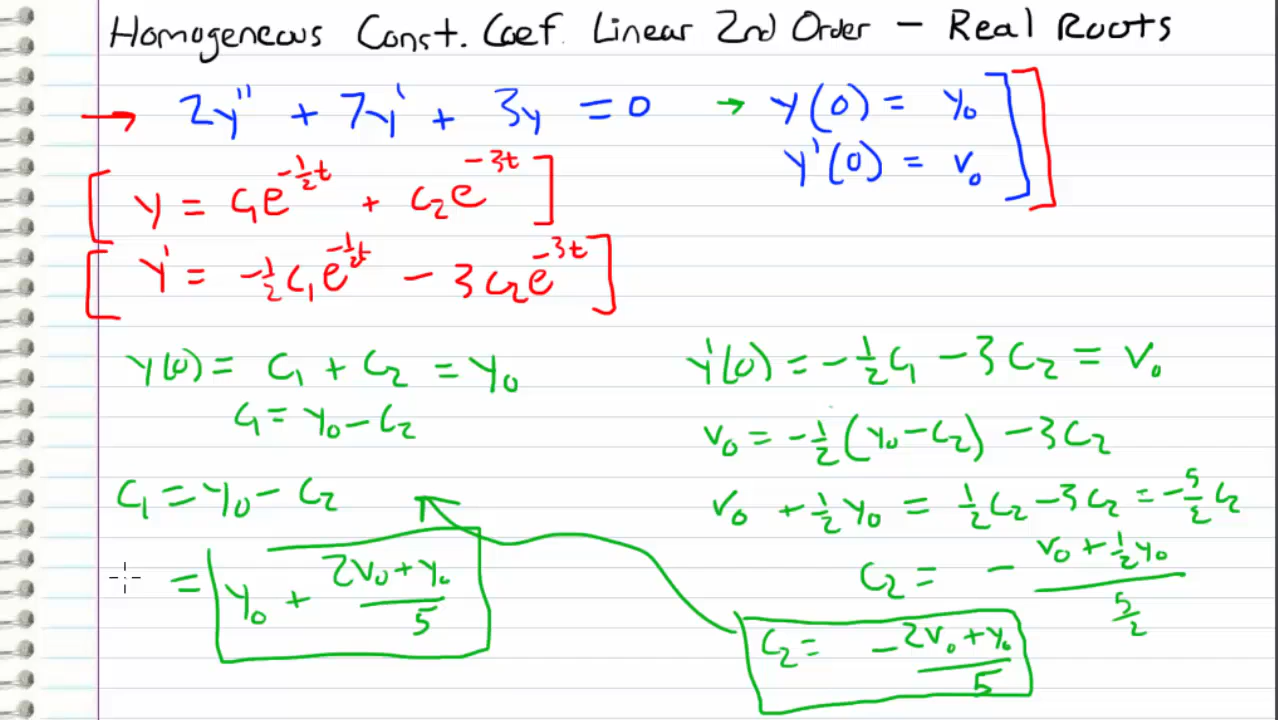 Homogeneous Const. Coef. Linear 2nd Order – Real Roots
→ 2y'' + 7y' + 3y = 0 → y(0) = y₀
y'(0) = v₀
[ y = c₁e^(-½t) + c₂e^(-3t) ]
[ y' = -½c₁e^(-½t) - 3c₂e^(-3t) ]
y(0) = c₁ + c₂ = y₀
c₁ = y₀ - c₂
c₁ = y₀ - c₂
= y₀ + (2v₀ + y₀)/5
y'(0) = -½c₁ - 3c₂ = v₀
v₀ = -½(y₀ - c₂) - 3c₂
v₀ + ½y₀ = ½c₂ - 3c₂ = -5/2 c₂
c₂ = - (v₀ + ½y₀)/(5/2)
c₂ = - (2v₀ + y₀)/5